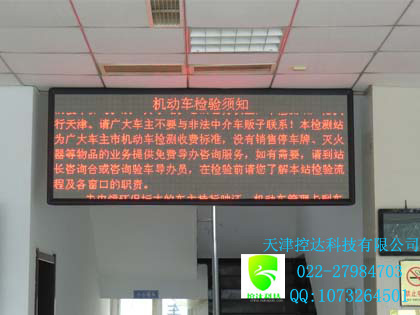 机动车检验须知
行天津。请广大车主不要与非法中介车贩子联系！本检测站
为广大车主市机动车检测收费标准，没有销售停车牌、灭火
器等物品的业务提供免费导办咨询服务，如有需要，请到站
长咨询台或咨询验车导办员，在检验前请您了解本站检验流
程及各窗口的职责。
天津控达科技有限公司
022-27984703
控达科技
QQ:1073264501